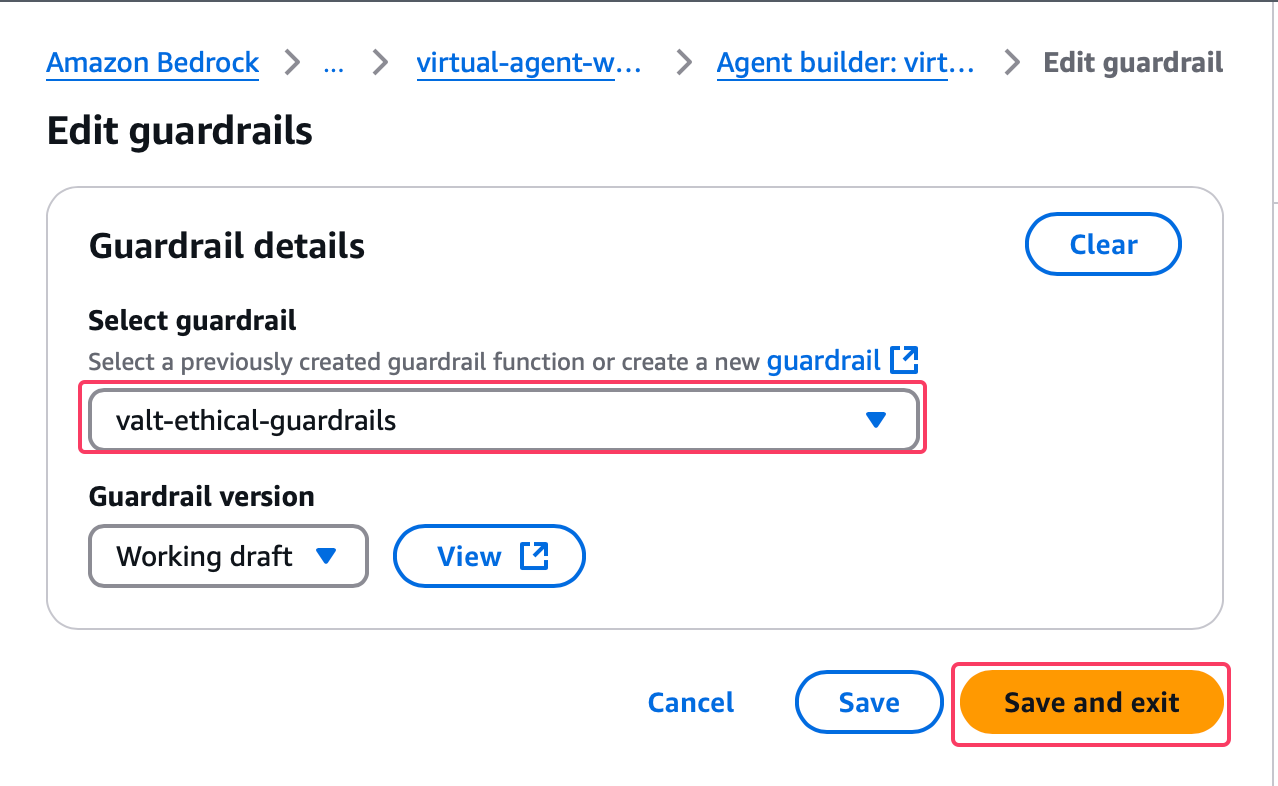 Amazon Bedrock > ... > virtual-agent-w... > Agent builder: virt... > Edit guardrail
Edit guardrails
Guardrail details
Clear
Select guardrail
Select a previously created guardrail function or create a new guardrail
valt-ethical-guardrails
Guardrail version
Working draft View
Cancel Save Save and exit